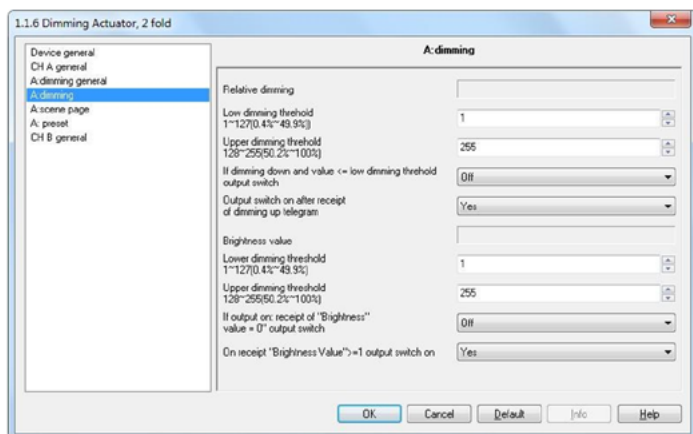 1.1.6 Dimming Actuator, 2 fold
Device general
CH A general
A:dimming general
A:dimming
A:scene page
A: preset
CH B general
A:dimming
Relative dimming
Low dimming threhold
1~127(0.4%~49.9%)
1
Upper dimming threhold
128~255(50.2%~100%)
255
If dimming down and value <= low dimming threhold
output switch
Off
Output switch on after receipt
of dimming up telegram
Yes
Brightness value
Lower dimming threshold
1~127(0.4%~49.9%)
1
Upper dimming threshold
128~255(50.2%~100%)
255
If output on: receipt of "Brightness"
value = 0" output switch
Off
On receipt "Brightness Value">=1 output switch on
Yes
OK
Cancel
Default
Info
Help